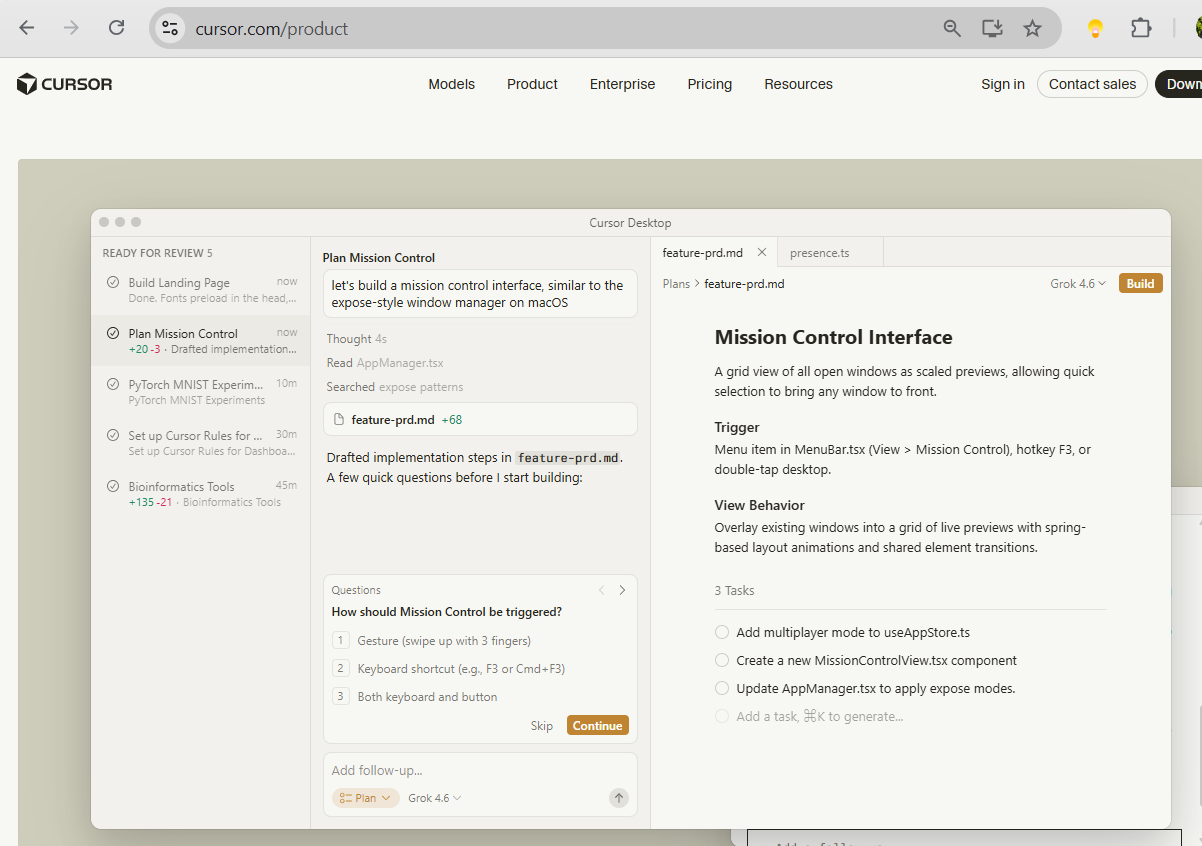 cursor.com/product
CURSOR
Models Product Enterprise Pricing Resources
Sign in Contact sales
Cursor Desktop
READY FOR REVIEW 5
Build Landing Page now
Done. Fonts preload in the head,...
Plan Mission Control now
+20 -3 · Drafted implementation...
PyTorch MNIST Experim... 10m
PyTorch MNIST Experiments
Set up Cursor Rules for ... 30m
Set up Cursor Rules for Dashboa...
Bioinformatics Tools 45m
+135 -21 · Bioinformatics Tools
Plan Mission Control
let's build a mission control interface, similar to the
expose-style window manager on macOS
Thought 4s
Read AppManager.tsx
Searched expose patterns
feature-prd.md +68
Drafted implementation steps in feature-prd.md.
A few quick questions before I start building:
Questions
How should Mission Control be triggered?
1 Gesture (swipe up with 3 fingers)
2 Keyboard shortcut (e.g., F3 or Cmd+F3)
3 Both keyboard and button
Skip Continue
Add follow-up...
Plan Grok 4.6
feature-prd.md presence.ts
Plans > feature-prd.md Grok 4.6 Build
Mission Control Interface
A grid view of all open windows as scaled previews, allowing quick
selection to bring any window to front.
Trigger
Menu item in MenuBar.tsx (View > Mission Control), hotkey F3, or
double-tap desktop.
View Behavior
Overlay existing windows into a grid of live previews with spring-
based layout animations and shared element transitions.
3 Tasks
Add multiplayer mode to useAppStore.ts
Create a new MissionControlView.tsx component
Update AppManager.tsx to apply expose modes.
Add a task, ⌘K to generate...